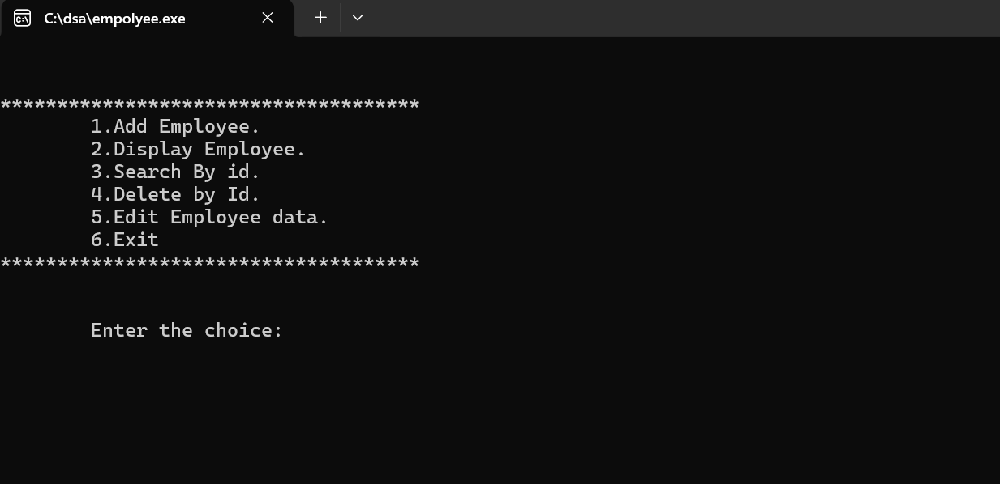 C:\dsa\empolyee.exe
*************************************
1.Add Employee.
2.Display Employee.
3.Search By id.
4.Delete by Id.
5.Edit Employee data.
6.Exit
*************************************
Enter the choice: